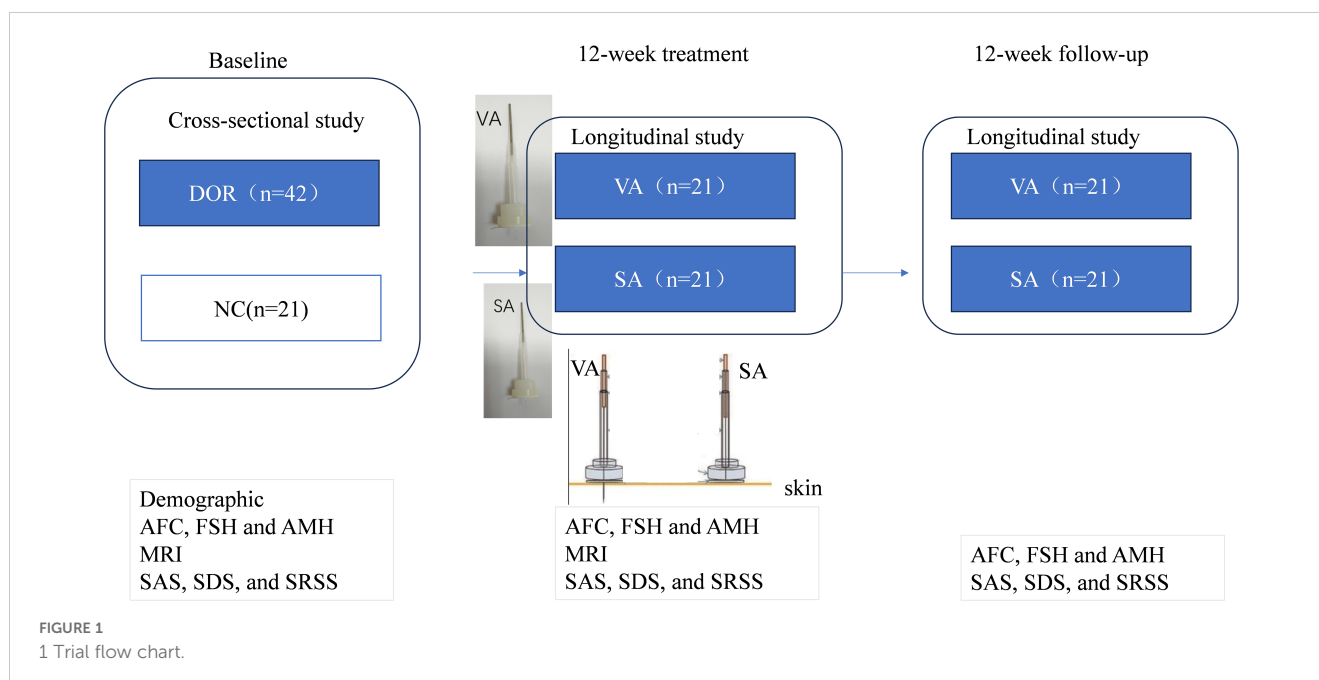 Baseline
Cross-sectional study
DOR（n=42）
NC(n=21)
Demographic
AFC, FSH and AMH
MRI
SAS, SDS, and SRSS
12-week treatment
VA
SA
Longitudinal study
VA（n=21）
SA（n=21）
VA
SA
skin
AFC, FSH and AMH
MRI
SAS, SDS, and SRSS
12-week follow-up
Longitudinal study
VA（n=21）
SA（n=21）
AFC, FSH and AMH
SAS, SDS, and SRSS
FIGURE 1
1 Trial flow chart.